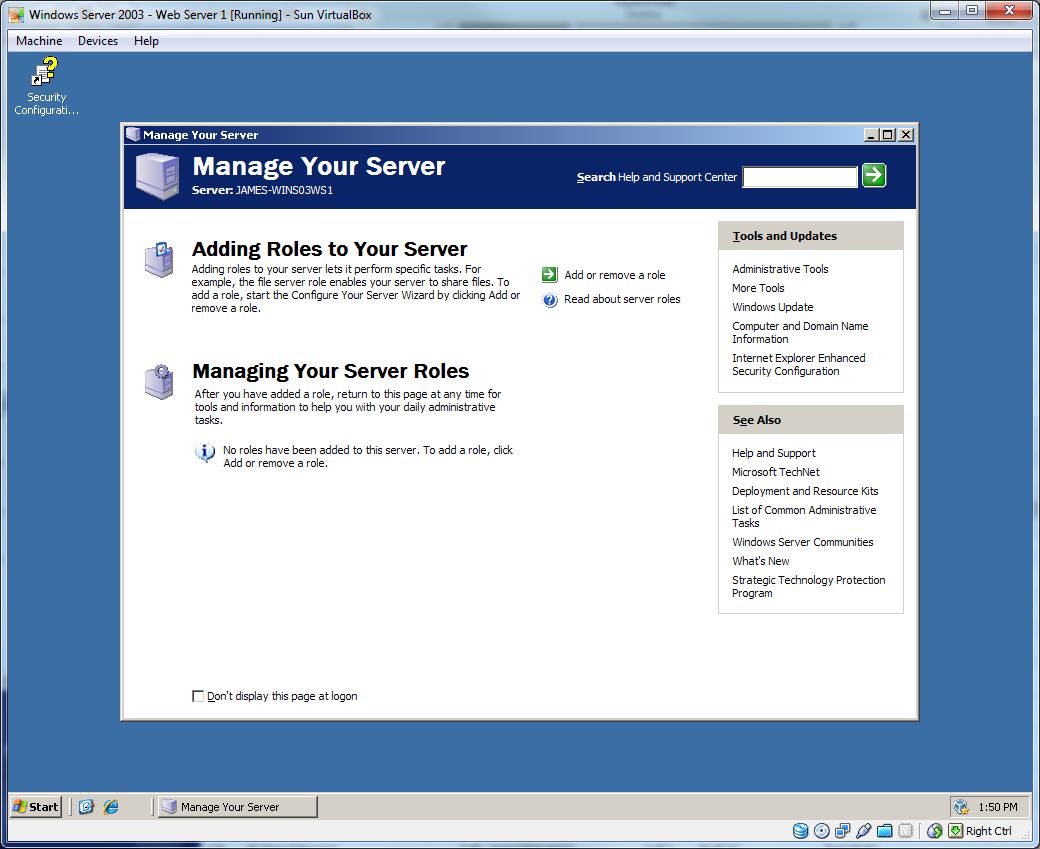 Windows Server 2003 - Web Server 1 [Running] - Sun VirtualBox
Machine Devices Help
Security
Configurati...
Manage Your Server
Manage Your Server
Server: JAMES-WINS03WS1
Search Help and Support Center
Adding Roles to Your Server
Adding roles to your server lets it perform specific tasks. For
example, the file server role enables your server to share files. To
add a role, start the Configure Your Server Wizard by clicking Add or
remove a role.
Add or remove a role
Read about server roles
Managing Your Server Roles
After you have added a role, return to this page at any time for
tools and information to help you with your daily administrative
tasks.
No roles have been added to this server. To add a role, click
Add or remove a role.
Tools and Updates
Administrative Tools
More Tools
Windows Update
Computer and Domain Name
Information
Internet Explorer Enhanced
Security Configuration
See Also
Help and Support
Microsoft TechNet
Deployment and Resource Kits
List of Common Administrative
Tasks
Windows Server Communities
What's New
Strategic Technology Protection
Program
Don't display this page at logon
Start
Manage Your Server
1:50 PM
Right Ctrl